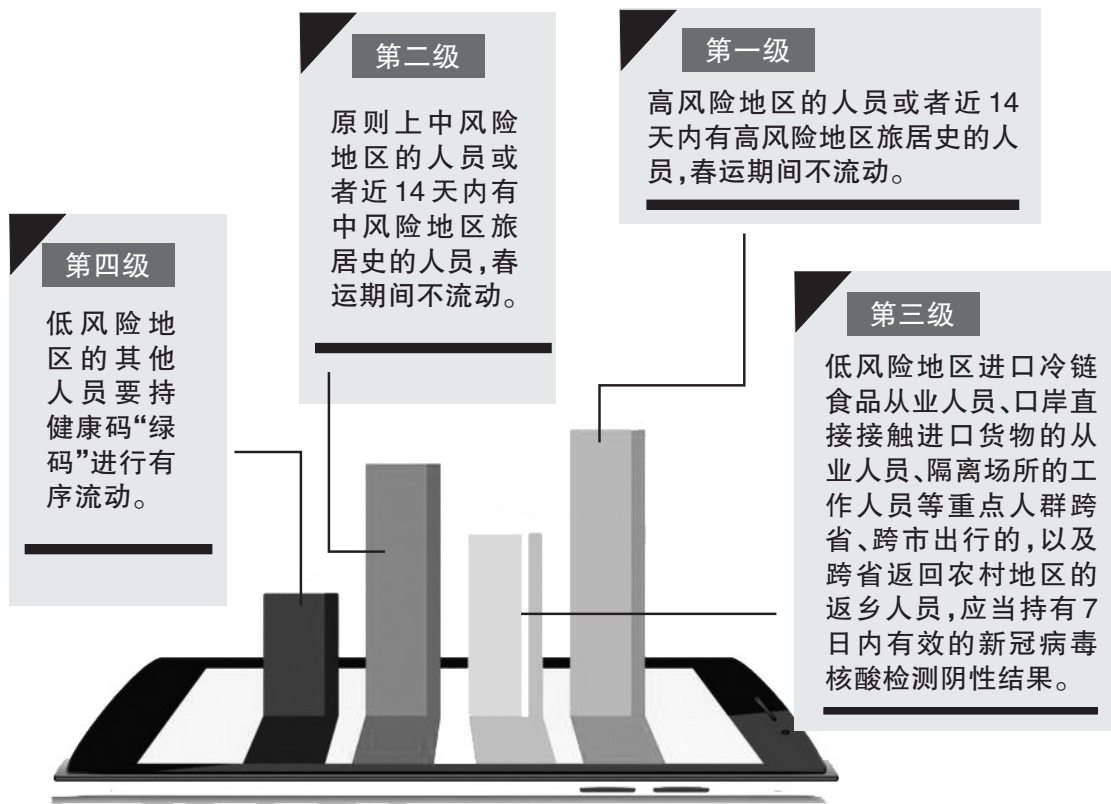 第一级
高风险地区的人员或者近14
天内有高风险地区旅居史的人
员,春运期间不流动。
第二级
原则上中风险
地区的人员或
者近14天内有
中风险地区旅
居史的人员,春
运期间不流动。
第三级
低风险地区进口冷链
食品从业人员、口岸直
接接触进口货物的从
业人员、隔离场所的工
作人员等重点人群跨
省、跨市出行的,以及
跨省返回农村地区的
返乡人员,应当持有7
日内有效的新冠病毒
核酸检测阴性结果。
第四级
低风险地
区的其他
人员要持
健康码“绿
码”进行有
序流动。